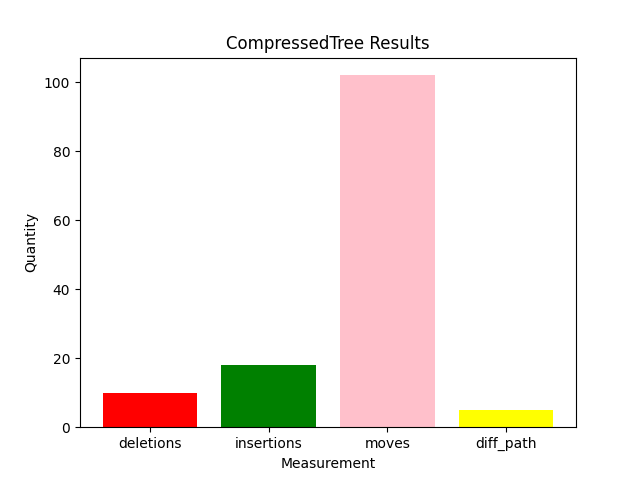 CompressedTree Results
100
80
60
40
20
0
Quantity
deletions insertions moves diff_path
Measurement